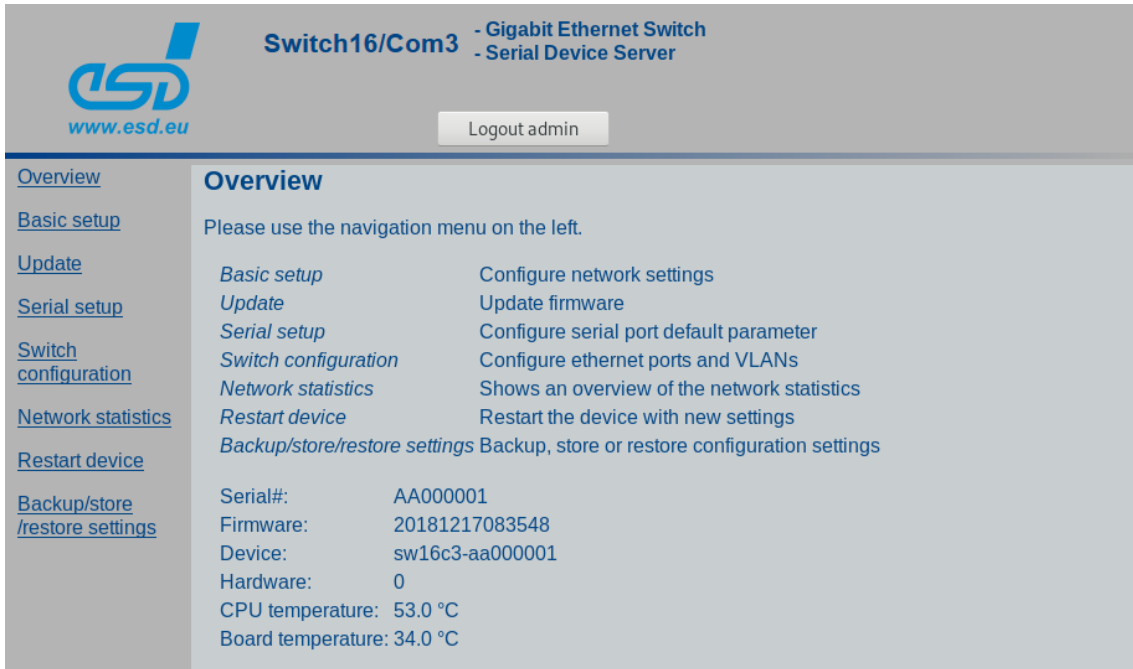 esd
www.esd.eu
Switch16/Com3
- Gigabit Ethernet Switch
- Serial Device Server
Logout admin
Overview
Basic setup
Update
Serial setup
Switch
configuration
Network statistics
Restart device
Backup/store
/restore settings
Overview
Please use the navigation menu on the left.
Basic setup Configure network settings
Update Update firmware
Serial setup Configure serial port default parameter
Switch configuration Configure ethernet ports and VLANs
Network statistics Shows an overview of the network statistics
Restart device Restart the device with new settings
Backup/store/restore settings Backup, store or restore configuration settings
Serial#: AA000001
Firmware: 20181217083548
Device: sw16c3-aa000001
Hardware: 0
CPU temperature: 53.0 °C
Board temperature: 34.0 °C